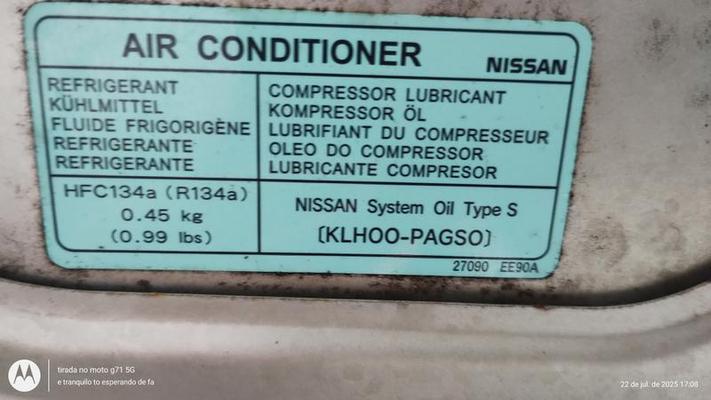 AIR CONDITIONER
NISSAN
REFRIGERANT
KÜHLMITTEL
FLUIDE FRIGORIGÈNE
REFRIGERANTE
REFRIGERANTE
COMPRESSOR LUBRICANT
KOMPRESSOR ÖL
LUBRIFIANT DU COMPRESSEUR
OLEO DO COMPRESSOR
LUBRICANTE COMPRESOR
HFC134a (R134a)
0.45 kg
(0.99 lbs)
NISSAN System Oil Type S
(KLHOO-PAGSO)
27090 EE90A
tirada no moto g71 5G
e tranquilo to esperando de fa
22 de jul. de 2025 17:08